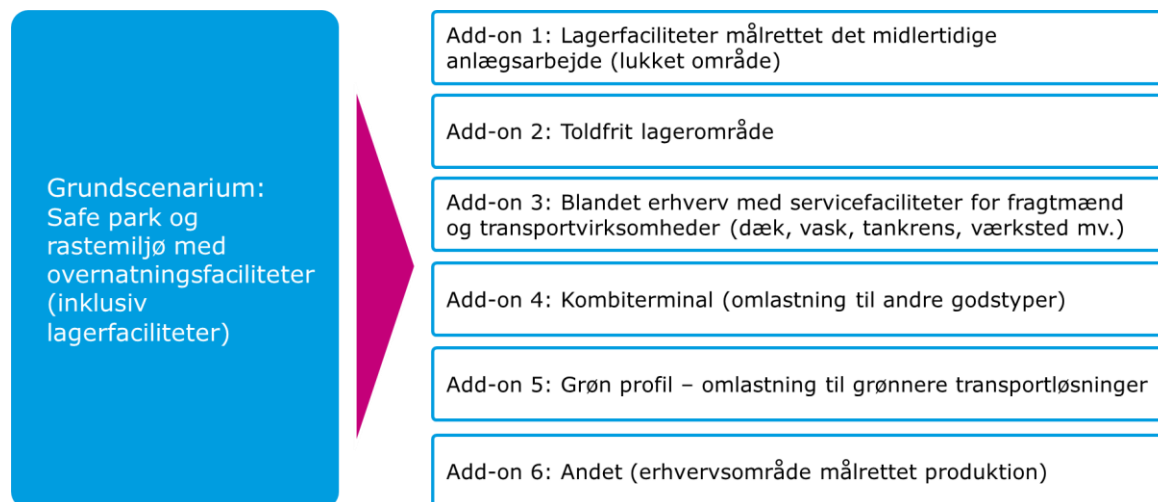 Grundscenarium:
Safe park og
rastemiljø med
overnatningsfaciliteter
(inklusiv
lagerfaciliteter)
Add-on 1: Lagerfaciliteter målrettet det midlertidige
anlægsarbejde (lukket område)
Add-on 2: Toldfrit lagerområde
Add-on 3: Blandet erhverv med servicefaciliteter for fragtmænd
og transportvirksomheder (dæk, vask, tankrens, værksted mv.)
Add-on 4: Kombiterminal (omlastning til andre godstyper)
Add-on 5: Grøn profil – omlastning til grønnere transportløsninger
Add-on 6: Andet (erhvervsområde målrettet produktion)